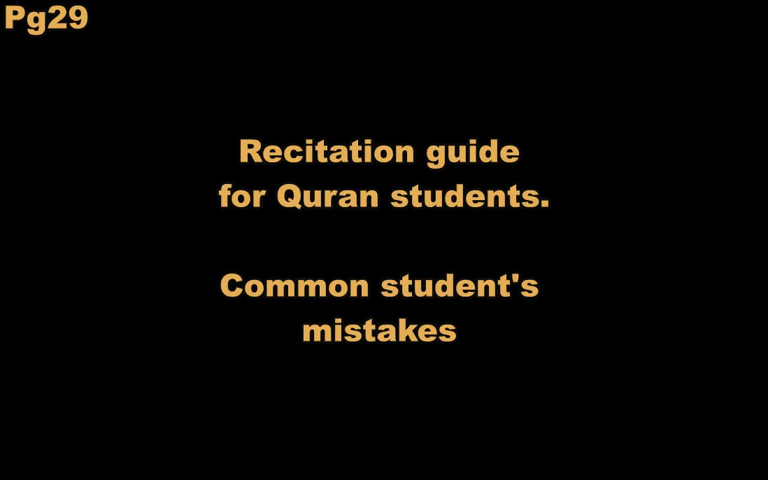 Pg29
Recitation guide
for Quran students.
Common student's
mistakes